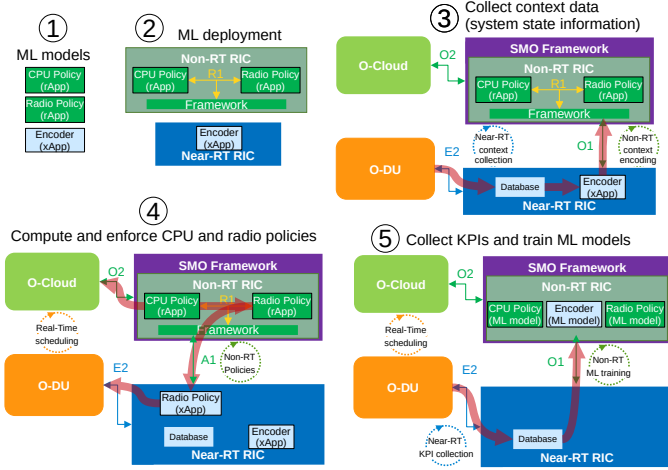 1
ML models
CPU Policy
(rApp)
Radio Policy
(rApp)
Encoder
(xApp)
2
ML deployment
Non-RT RIC
CPU Policy
(rApp)
R1
Radio Policy
(rApp)
Framework
Encoder
(xApp)
Near-RT RIC
3
Collect context data
(system state information)
O-Cloud
O2
SMO Framework
Non-RT RIC
CPU Policy
(rApp)
R1
Radio Policy
(rApp)
Framework
Near-RT
context
collection
O1
Non-RT
context
encoding
O-DU
E2
Database
Encoder
(xApp)
Near-RT RIC
4
Compute and enforce CPU and radio policies
O-Cloud
O2
SMO Framework
Non-RT RIC
CPU Policy
(rApp)
R1
Radio Policy
(rApp)
Framework
Real-Time
scheduling
A1
Non-RT
Policies
O-DU
E2
Radio Policy
(xApp)
Database
Encoder
(xApp)
Near-RT RIC
5
Collect KPIs and train ML models
O-Cloud
O2
SMO Framework
Non-RT RIC
CPU Policy
(ML model)
Encoder
(ML model)
Radio Policy
(ML model)
Real-Time
scheduling
O1
Non-RT
ML training
O-DU
E2
Near-RT
KPI collection
Database
Near-RT RIC